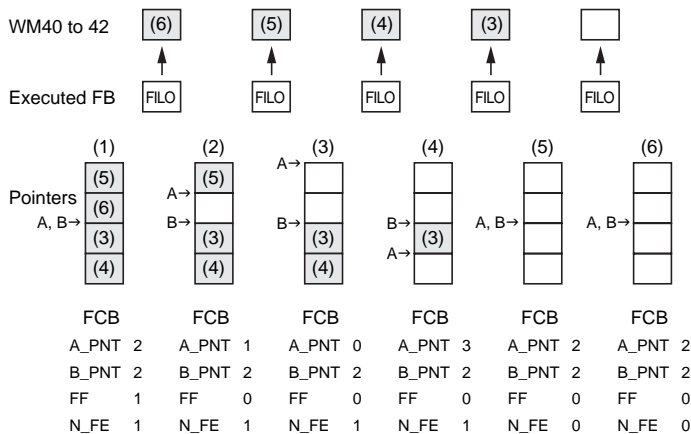 WM40 to 42 (6) (5) (4) (3)
Executed FB FILO FILO FILO FILO FILO
(1) (2) (3) (4) (5) (6)
A→
(5) (5)
Pointers A→
(6)
A, B→ B→ B→ B→ A, B→ A, B→
(3) (3) (3) (3)
A→
(4) (4) (4)
FCB FCB FCB FCB FCB FCB
A_PNT 2 A_PNT 1 A_PNT 0 A_PNT 3 A_PNT 2 A_PNT 2
B_PNT 2 B_PNT 2 B_PNT 2 B_PNT 2 B_PNT 2 B_PNT 2
FF 1 FF 0 FF 0 FF 0 FF 0 FF 0
N_FE 1 N_FE 1 N_FE 1 N_FE 1 N_FE 0 N_FE 0